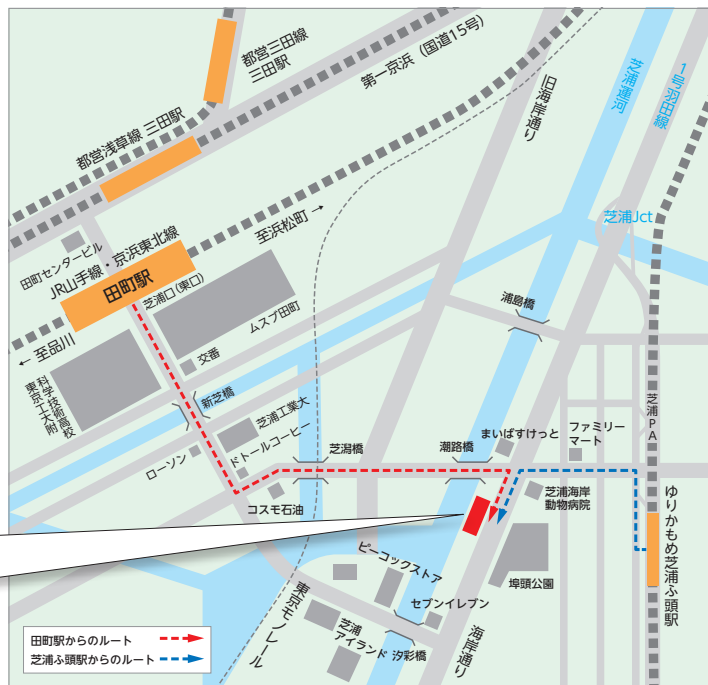 都営三田線
三田駅
第一京浜（国道15号）
旧海岸通り
芝浦運河
1号羽田線
都営浅草線 三田駅
芝浦Jct
至浜松町 →
田町センタービル
JR山手線・京浜東北線
田町駅
芝浦口（東口）
ムスブ田町
浦島橋
← 至品川
交番
東京工大附
科学技術高校
新芝橋
芝浦PA
芝浦工業大
ドトールコーヒー
ローソン
芝潟橋
潮路橋
まいばすけっと
ファミリー
マート
コスモ石油
芝浦海岸
動物病院
ゆりかもめ芝浦ふ頭駅
ピーコックストア
埠頭公園
セブンイレブン
東京モノレール
芝浦
アイランド
汐彩橋
海岸通り
田町駅からのルート
芝浦ふ頭駅からのルート